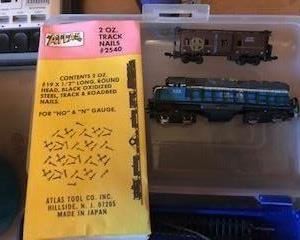 ATLAS
2 OZ.
TRACK
NAILS
#2540
CONTENTS 2 OZ.
#19 X 1/2" LONG, ROUND
HEAD, BLACK OXIDIZED
STEEL, TRACK & ROADBED
NAILS.
FOR "HO" & "N" GAUGE.
ATLAS TOOL CO. INC.
HILLSIDE, N. J. 07205
MADE IN JAPAN